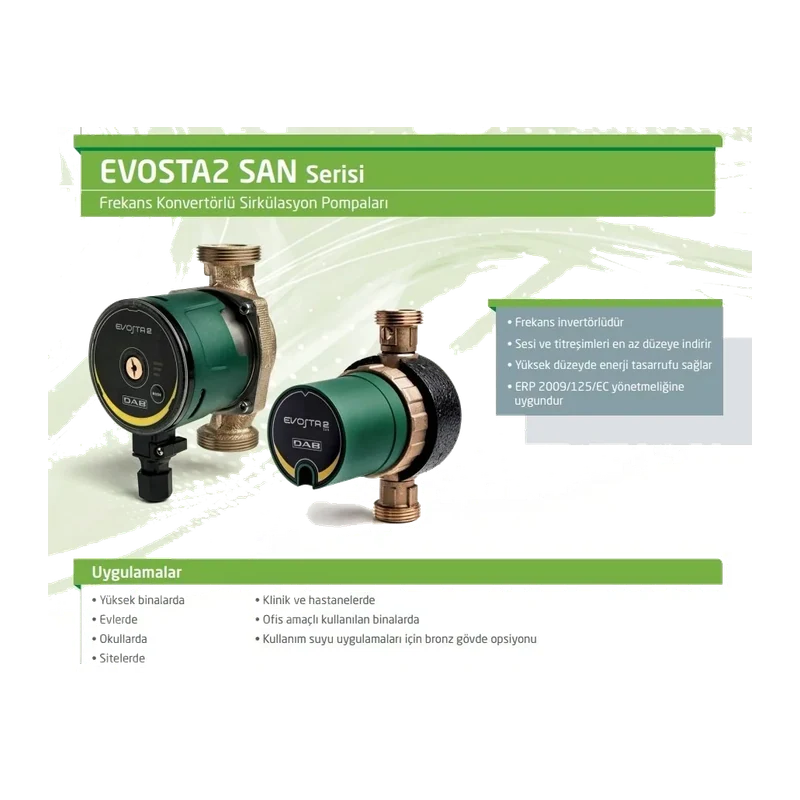 EVOSTA2 SAN Serisi
Frekans Konvertörlü Sirkülasyon Pompaları
EVOSTA2
DAB
EVOSTA2
DAB
• Frekans invertörlüdür
• Sesi ve titreşimleri en az düzeye indirir
• Yüksek düzeyde enerji tasarrufu sağlar
• ERP 2009/125/EC yönetmeliğine
uygundur
Uygulamalar
• Yüksek binalarda
• Evlerde
• Okullarda
• Sitelerde
• Klinik ve hastanelerde
• Ofis amaçlı kullanılan binalarda
• Kullanım suyu uygulamaları için bronz gövde opsiyonu